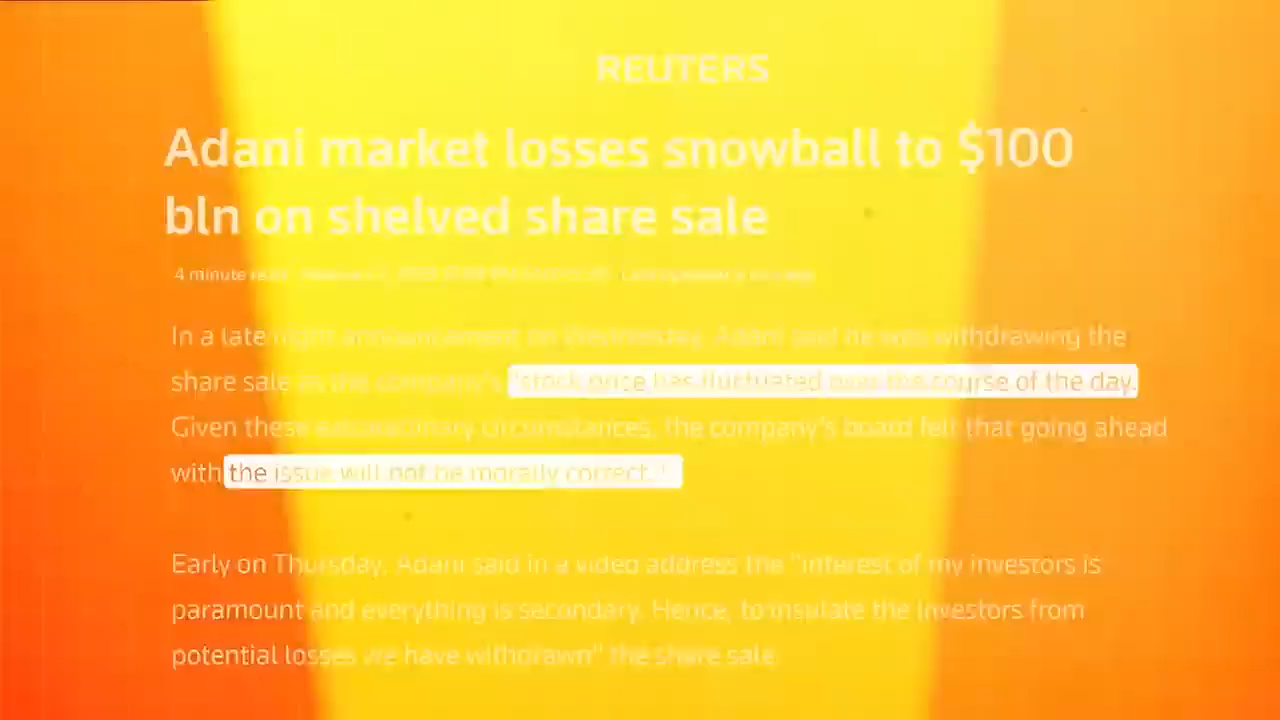 REUTERS
Adani market losses snowball to $100
bln on shelved share sale
4 minute read
In a late night announcement on Wednesday, Adani said he was withdrawing the
share sale as the company's "stock price has fluctuated over the course of the day.
Given these extraordinary circumstances, the company's board felt that going ahead
with the issue will not be morally correct."
Early on Thursday, Adani said in a video address the "interest of my investors is
paramount and everything is secondary. Hence, to insulate the investors from
potential losses we have withdrawn" the share sale.